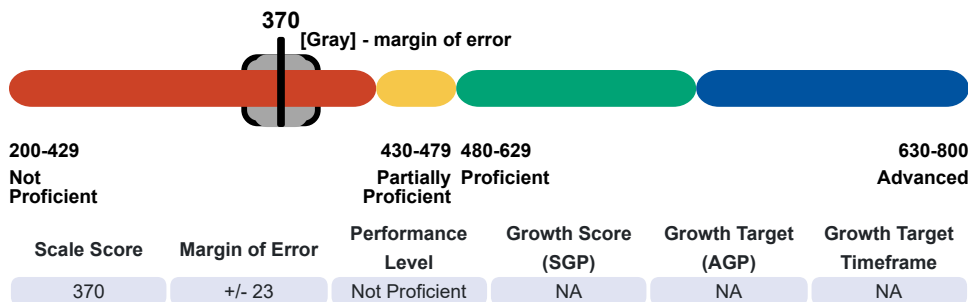 370
[Gray] - margin of error
200-429 430-479 480-629 630-800
Not Partially Proficient Advanced
Proficient Proficient
Scale Score Margin of Error Performance Level Growth Score (SGP) Growth Target (AGP) Growth Target Timeframe
370 +/- 23 Not Proficient NA NA NA